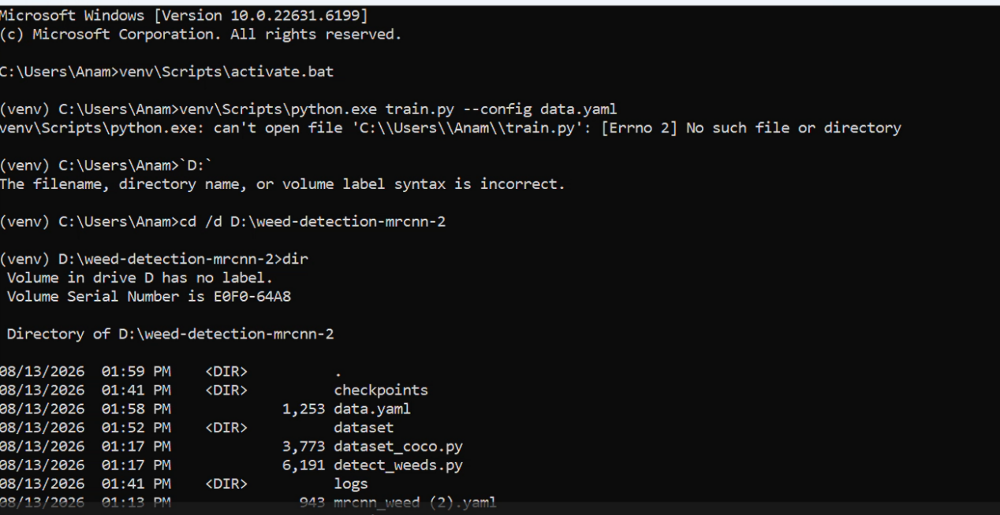 Microsoft Windows [Version 10.0.22631.6199]
(c) Microsoft Corporation. All rights reserved.
C:\Users\Anam>venv\Scripts\activate.bat
(venv) C:\Users\Anam>venv\Scripts\python.exe train.py --config data.yaml
venv\Scripts\python.exe: can't open file 'C:\\Users\\Anam\\train.py': [Errno 2] No such file or directory
(venv) C:\Users\Anam>`D:`
The filename, directory name, or volume label syntax is incorrect.
(venv) C:\Users\Anam>cd /d D:\weed-detection-mrcnn-2
(venv) D:\weed-detection-mrcnn-2>dir
Volume in drive D has no label.
Volume Serial Number is E0F0-64A8
Directory of D:\weed-detection-mrcnn-2
08/13/2026 01:59 PM <DIR> .
08/13/2026 01:41 PM <DIR> checkpoints
08/13/2026 01:58 PM 1,253 data.yaml
08/13/2026 01:52 PM <DIR> dataset
08/13/2026 01:17 PM 3,773 dataset_coco.py
08/13/2026 01:17 PM 6,191 detect_weeds.py
08/13/2026 01:41 PM <DIR> logs
08/13/2026 01:13 PM 943 mrcnn_weed (2).yaml